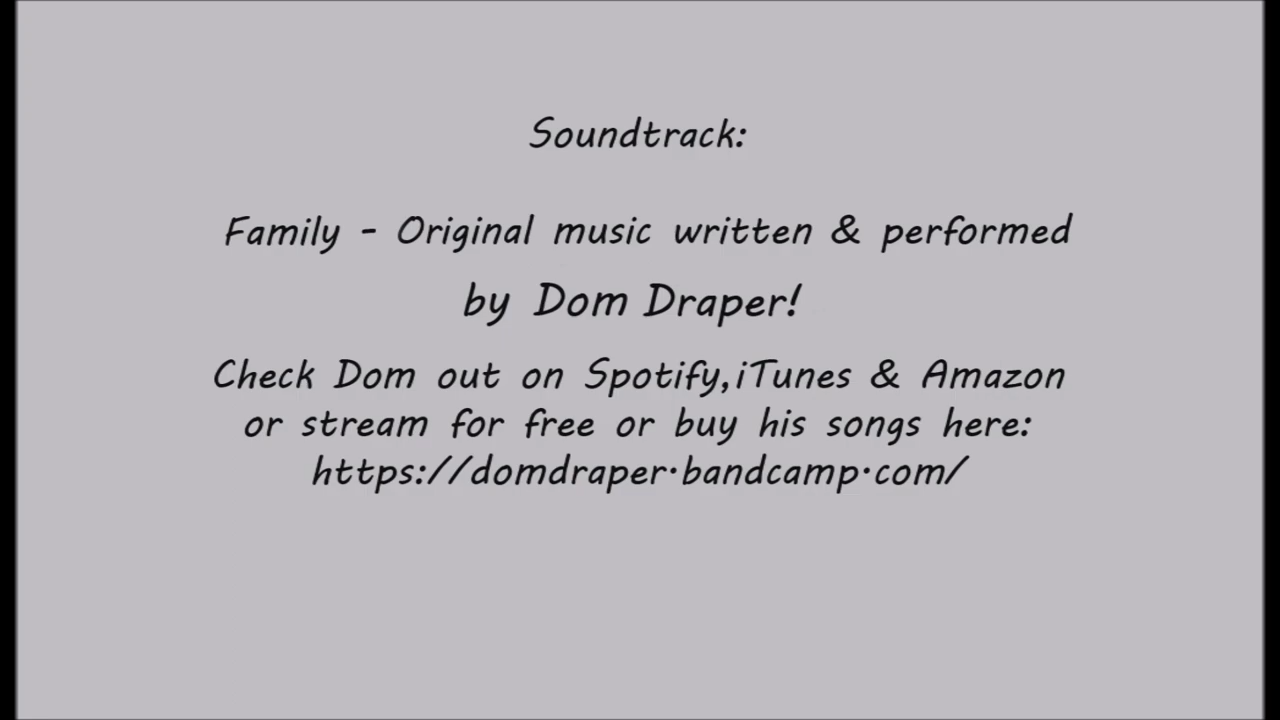 Soundtrack:
Family - Original music written & performed
by Dom Draper!
Check Dom out on Spotify,iTunes & Amazon
or stream for free or buy his songs here:
https://domdraper.bandcamp.com/